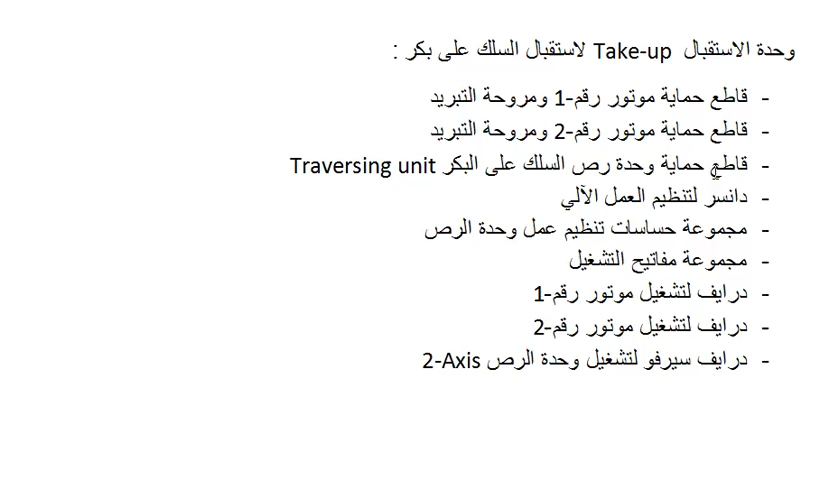 وحدة الاستقبال Take-up لاستقبال السلك على بكر :
- قاطع حماية موتور رقم-1 ومروحة التبريد
- قاطع حماية موتور رقم-2 ومروحة التبريد
- قاطع حماية وحدة رص السلك على البكر Traversing unit
- دانسر لتنظيم العمل الآلي
- مجموعة حساسات تنظيم عمل وحدة الرص
- مجموعة مفاتيح التشغيل
- درايف لتشغيل موتور رقم-1
- درايف لتشغيل موتور رقم-2
- درايف سيرفو لتشغيل وحدة الرص 2-Axis